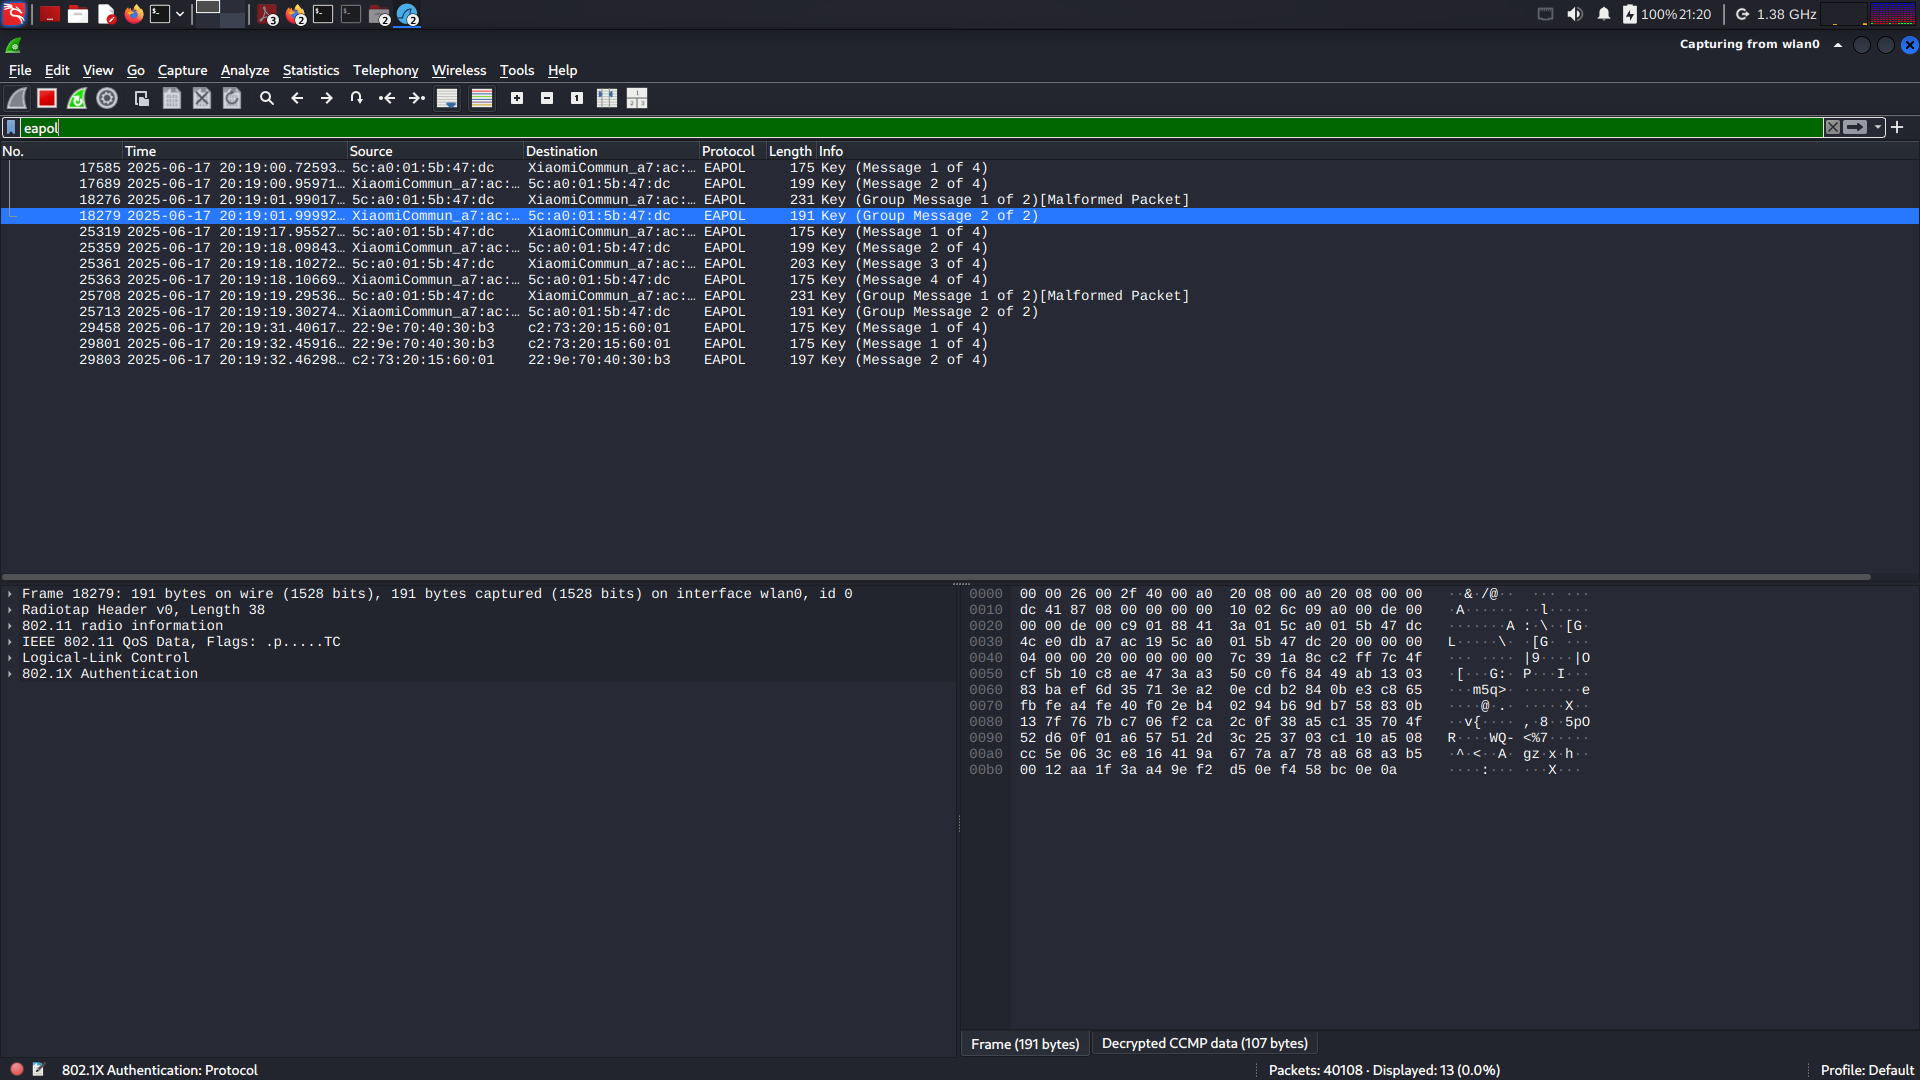 3 2 2 2 100% 21:20 1.38 GHz
Capturing from wlan0
File Edit View Go Capture Analyze Statistics Telephony Wireless Tools Help
eapol
No. Time Source Destination Protocol Length Info
17585 2025-06-17 20:19:00.72593… 5c:a0:01:5b:47:dc XiaomiCommun_a7:ac:… EAPOL 175 Key (Message 1 of 4)
17689 2025-06-17 20:19:00.95971… XiaomiCommun_a7:ac:… 5c:a0:01:5b:47:dc EAPOL 199 Key (Message 2 of 4)
18276 2025-06-17 20:19:01.99017… 5c:a0:01:5b:47:dc XiaomiCommun_a7:ac:… EAPOL 231 Key (Group Message 1 of 2)[Malformed Packet]
18279 2025-06-17 20:19:01.99992… XiaomiCommun_a7:ac:… 5c:a0:01:5b:47:dc EAPOL 191 Key (Group Message 2 of 2)
25319 2025-06-17 20:19:17.95527… 5c:a0:01:5b:47:dc XiaomiCommun_a7:ac:… EAPOL 175 Key (Message 1 of 4)
25359 2025-06-17 20:19:18.09843… XiaomiCommun_a7:ac:… 5c:a0:01:5b:47:dc EAPOL 199 Key (Message 2 of 4)
25361 2025-06-17 20:19:18.10272… 5c:a0:01:5b:47:dc XiaomiCommun_a7:ac:… EAPOL 203 Key (Message 3 of 4)
25363 2025-06-17 20:19:18.10669… XiaomiCommun_a7:ac:… 5c:a0:01:5b:47:dc EAPOL 175 Key (Message 4 of 4)
25708 2025-06-17 20:19:19.29536… 5c:a0:01:5b:47:dc XiaomiCommun_a7:ac:… EAPOL 231 Key (Group Message 1 of 2)[Malformed Packet]
25713 2025-06-17 20:19:19.30274… XiaomiCommun_a7:ac:… 5c:a0:01:5b:47:dc EAPOL 191 Key (Group Message 2 of 2)
29458 2025-06-17 20:19:31.40617… 22:9e:70:40:30:b3 c2:73:20:15:60:01 EAPOL 175 Key (Message 1 of 4)
29801 2025-06-17 20:19:32.45916… 22:9e:70:40:30:b3 c2:73:20:15:60:01 EAPOL 175 Key (Message 1 of 4)
29803 2025-06-17 20:19:32.46298… c2:73:20:15:60:01 22:9e:70:40:30:b3 EAPOL 197 Key (Message 2 of 4)
Frame 18279: 191 bytes on wire (1528 bits), 191 bytes captured (1528 bits) on interface wlan0, id 0
Radiotap Header v0, Length 38
802.11 radio information
IEEE 802.11 QoS Data, Flags: .p.....TC
Logical-Link Control
802.1X Authentication
0000 00 00 26 00 2f 40 00 a0 20 08 00 a0 20 08 00 00 ··&·/@·· ··· ···
0010 dc 41 87 08 00 00 00 00 10 02 6c 09 a0 00 de 00 ·A······ ··l·····
0020 00 00 de 00 c9 01 88 41 3a 01 5c a0 01 5b 47 dc ·······A :·\··[G·
0030 4c e0 db a7 ac 19 5c a0 01 5b 47 dc 20 00 00 00 L·····\· ·[G· ···
0040 04 00 00 20 00 00 00 00 7c 39 1a 8c c2 ff 7c 4f ··· ···· |9····|O
0050 cf 5b 10 c8 ae 47 3a a3 50 c0 f6 84 49 ab 13 03 ·[···G:· P···I···
0060 83 ba ef 6d 35 71 3e a2 0e cd b2 84 0b e3 c8 65 ···m5q>· ·······e
0070 fb fe a4 fe 40 f0 2e b4 02 94 b6 9d b7 58 83 0b ····@·.· ·····X··
0080 13 7f 76 7b c7 06 f2 ca 2c 0f 38 a5 c1 35 70 4f ··v{···· ,·8··5pO
0090 52 d6 0f 01 a6 57 51 2d 3c 25 37 03 c1 10 a5 08 R····WQ- <%7·····
00a0 cc 5e 06 3c e8 16 41 9a 67 7a a7 78 a8 68 a3 b5 ·^·<··A· gz·x·h··
00b0 00 12 aa 1f 3a a4 9e f2 d5 0e f4 58 bc 0e 0a ····:··· ···X···
Frame (191 bytes) Decrypted CCMP data (107 bytes)
802.1X Authentication: Protocol Packets: 40108 · Displayed: 13 (0.0%) Profile: Default